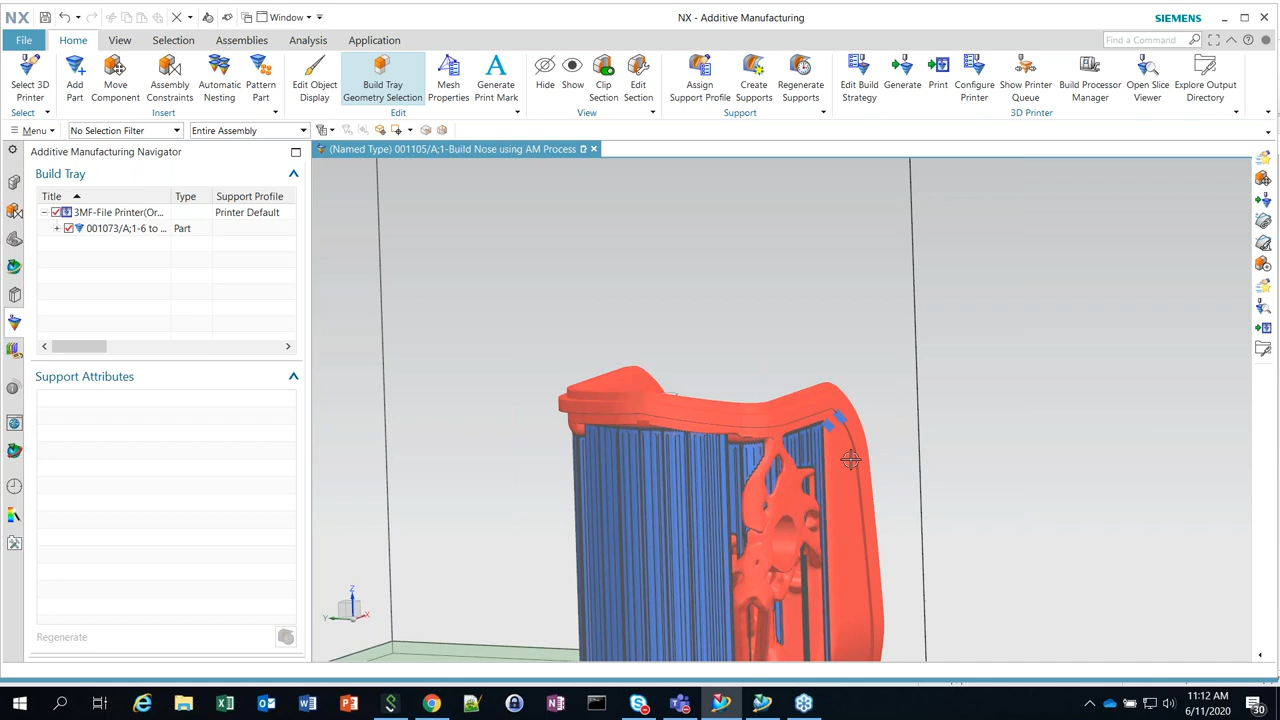 NX
Window
NX - Additive Manufacturing
SIEMENS
File
Home
View
Selection
Assemblies
Analysis
Application
Find a Command
Select 3D Printer
Add Part
Move Component
Assembly Constraints
Automatic Nesting
Pattern Part
Edit Object Display
Build Tray Geometry Selection
Mesh Properties
Generate Print Mark
Hide
Show
Clip Section
Edit Section
Assign Support Profile
Create Supports
Regenerate Supports
Edit Build Strategy
Generate
Print
Configure Printer
Show Printer Queue
Build Processor Manager
Open Slice Viewer
Explore Output Directory
Select
Insert
Edit
View
Support
3D Printer
Menu
No Selection Filter
Entire Assembly
Additive Manufacturing Navigator
(Named Type) 001105/A;1-Build Nose using AM Process
Build Tray
Title
Type
Support Profile
3MF-File Printer(Or...
Printer Default
001073/A;1-6 to ...
Part
Support Attributes
Regenerate
Z
Y
X
11:12 AM
6/11/2020
30